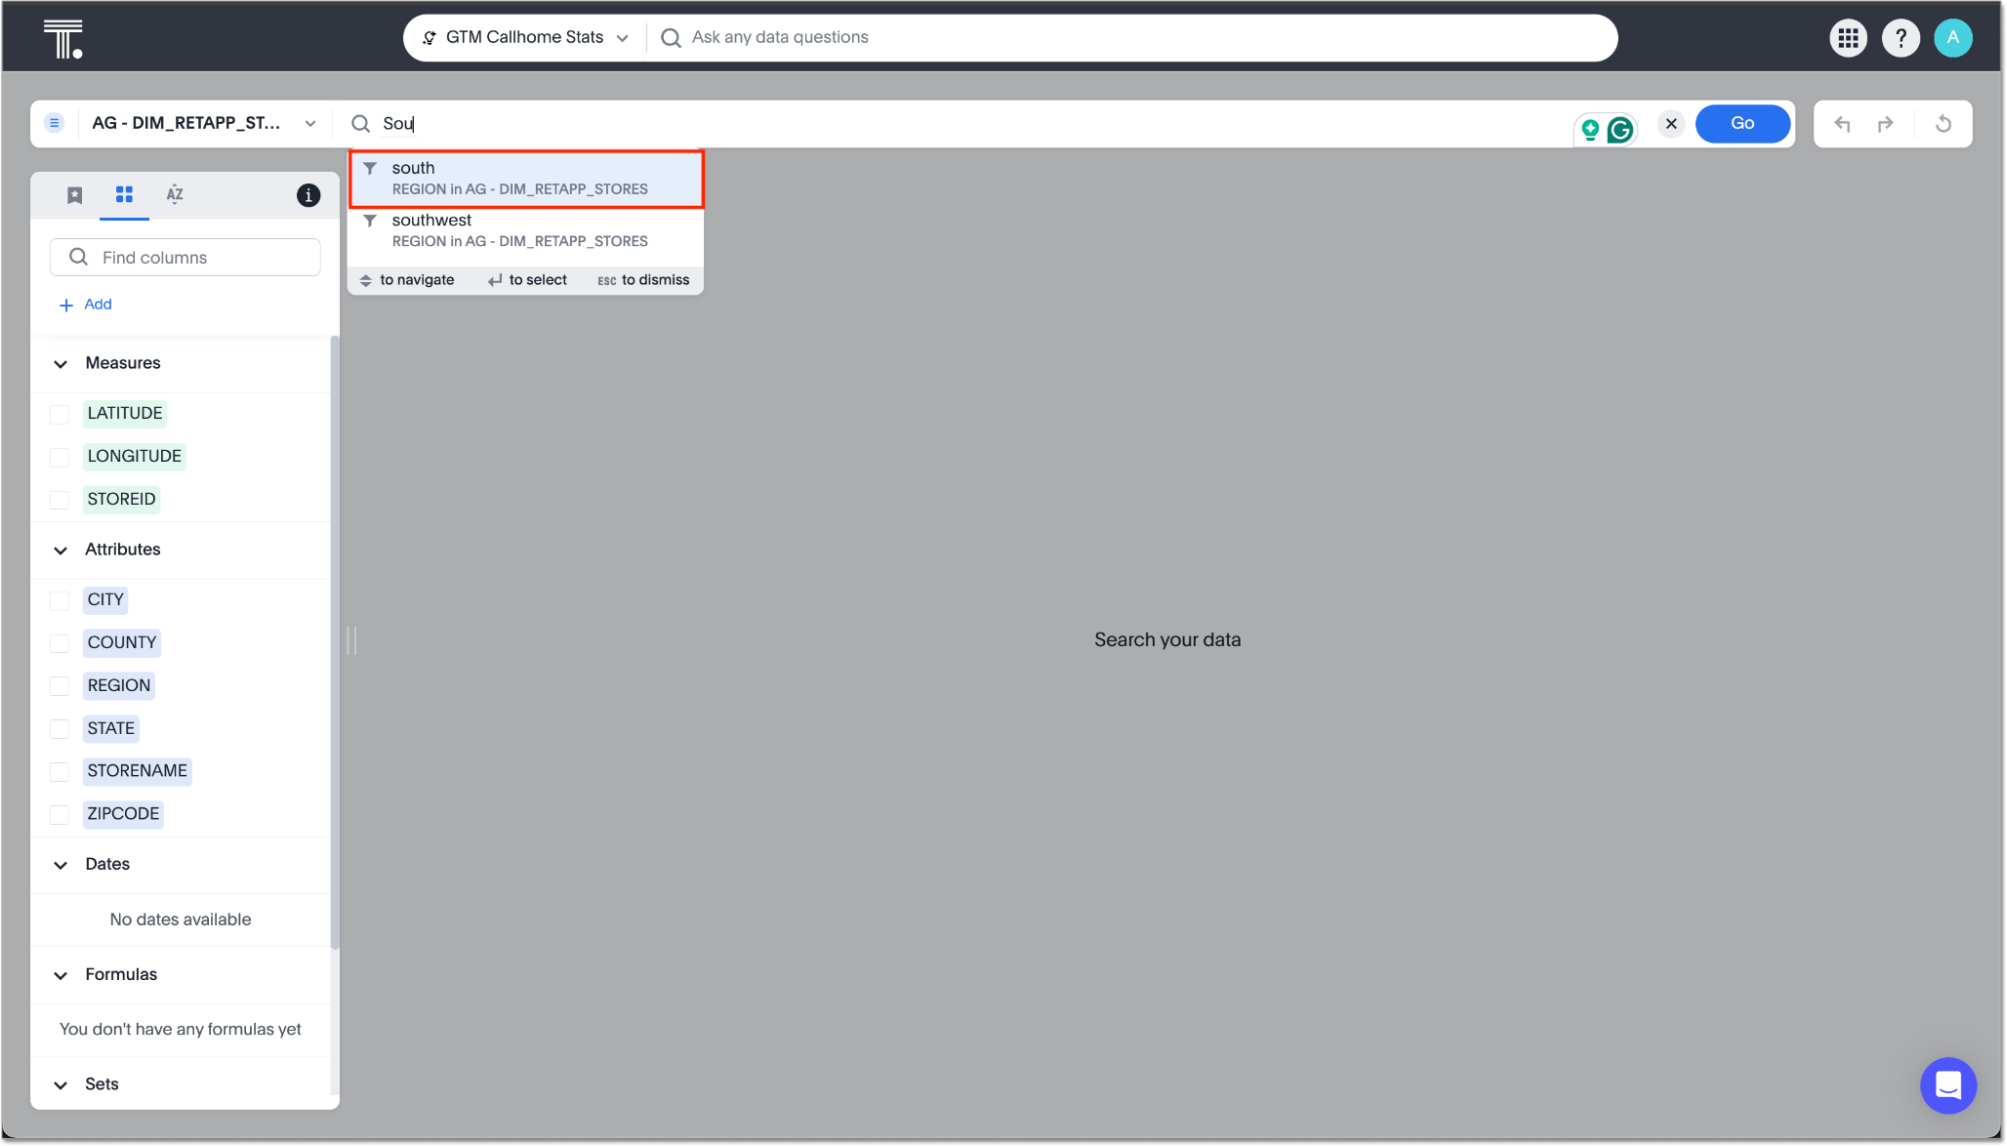 T.
GTM Callhome Stats
Ask any data questions
?
A
AG - DIM_RETAPP_ST...
Sou
G
Go
AZ
i
south
REGION in AG - DIM_RETAPP_STORES
southwest
REGION in AG - DIM_RETAPP_STORES
to navigate to select ESC to dismiss
Find columns
+ Add
Measures
LATITUDE
LONGITUDE
STOREID
Attributes
CITY
COUNTY
REGION
STATE
STORENAME
ZIPCODE
Search your data
Dates
No dates available
Formulas
You don't have any formulas yet
Sets